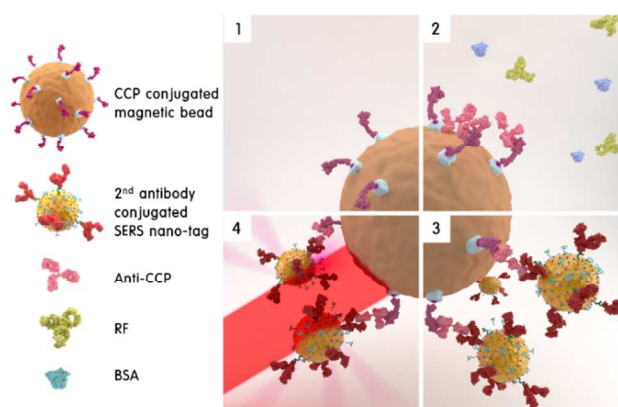 CCP conjugated
magnetic bead
2nd antibody
conjugated
SERS nano-tag
Anti-CCP
RF
BSA
1
2
4
3